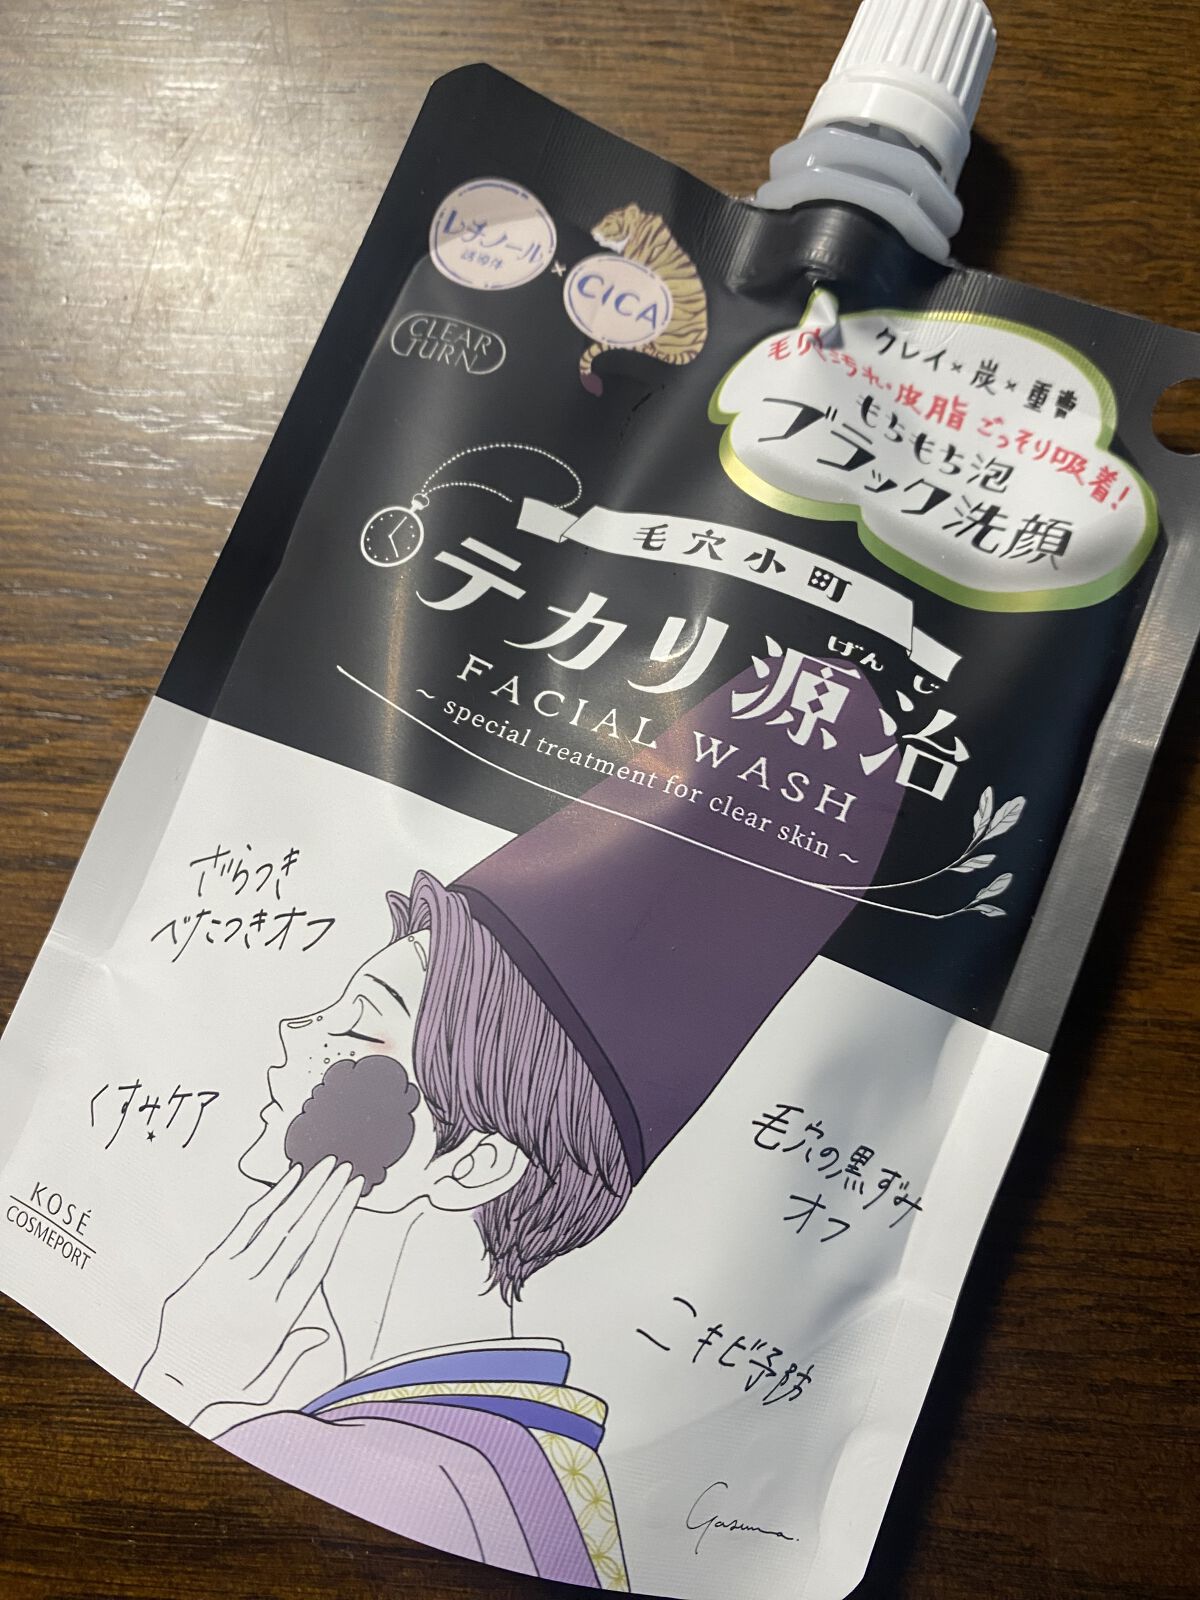 レチノール
誘導体
×
CICA
CLEAR
TURN
クレイ×炭×重曹
毛穴汚れ・皮脂ごっそり吸着!
もちもち泡
ブラック洗顔
毛穴小町
テカリ源治
げんじ
FACIAL WASH
~ special treatment for clear skin ~
ざらつき
べたつきオフ
くすみケア
毛穴の黒ずみ
オフ
ニキビ予防
KOSÉ
COSMEPORT